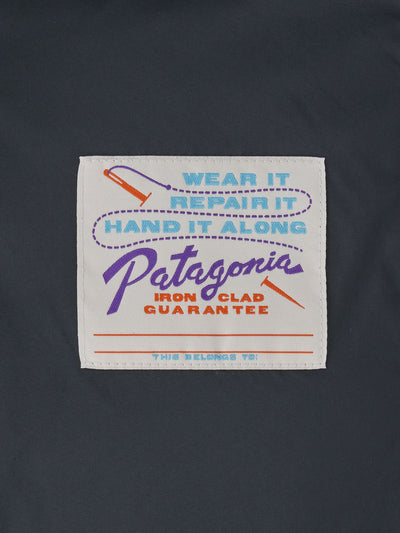 WEAR IT
REPAIR IT
HAND IT ALONG
Patagonia
IRON CLAD
GUARANTEE
THIS BELONGS TO: